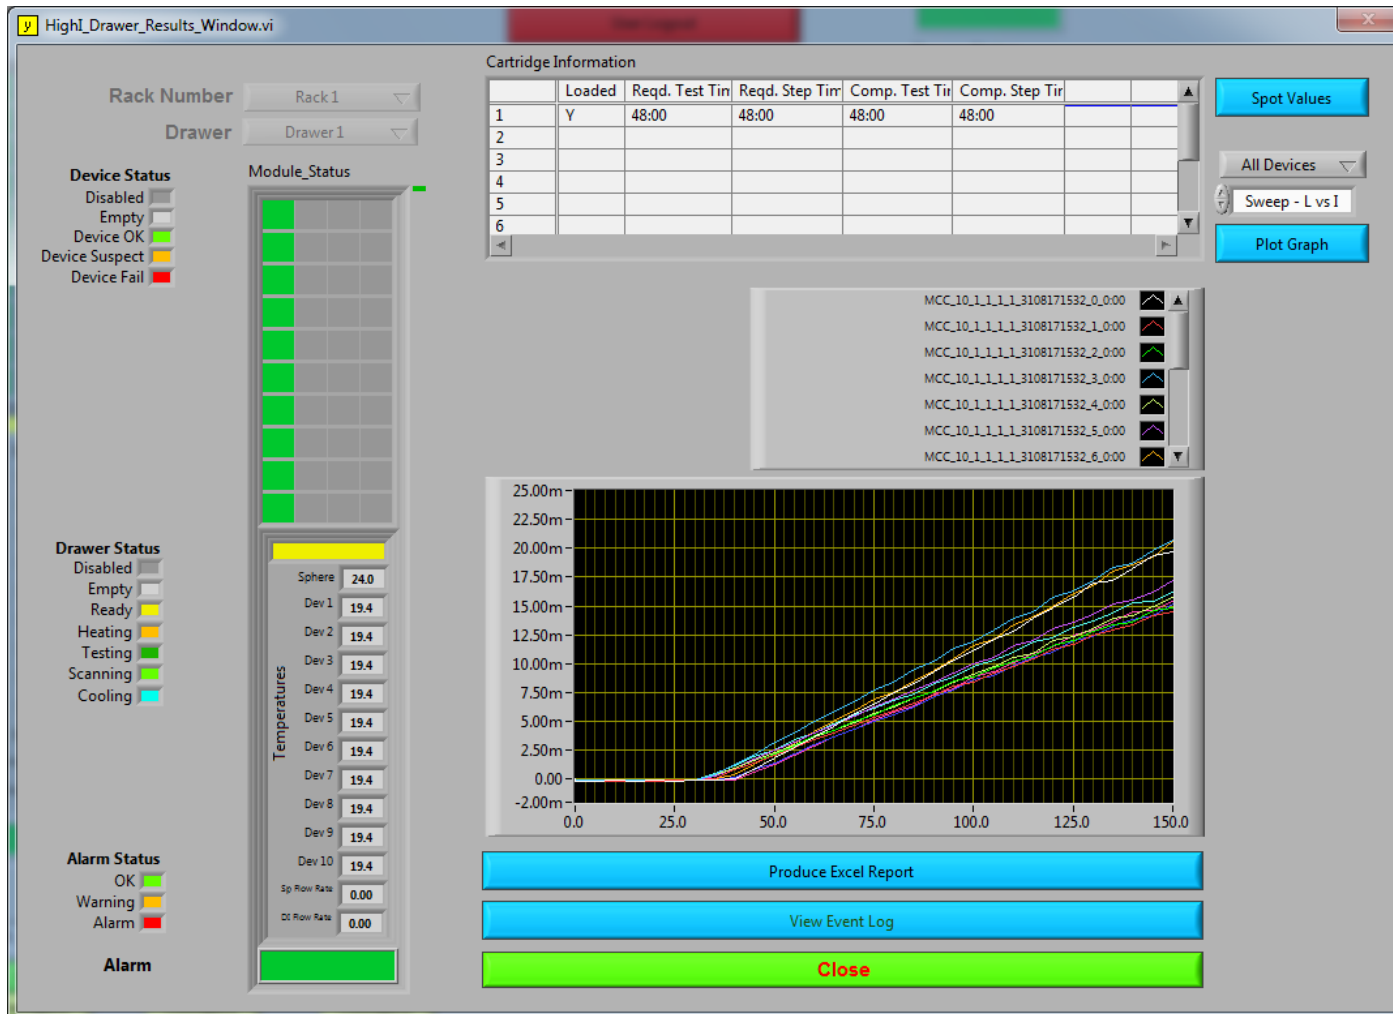 HighI_Drawer_Results_Window.vi
Cartridge Information
Loaded Reqd. Test Tim Reqd. Step Tim Comp. Test Tir Comp. Step Tir
1 Y 48:00 48:00 48:00 48:00
2
3
4
5
6
Spot Values
All Devices
Sweep - L vs I
Plot Graph
Rack Number Rack 1
Drawer Drawer 1
Device Status
Disabled
Empty
Device OK
Device Suspect
Device Fail
Module_Status
MCC_10_1_1_1_1_3108171532_0_0:00
MCC_10_1_1_1_1_3108171532_1_0:00
MCC_10_1_1_1_1_3108171532_2_0:00
MCC_10_1_1_1_1_3108171532_3_0:00
MCC_10_1_1_1_1_3108171532_4_0:00
MCC_10_1_1_1_1_3108171532_5_0:00
MCC_10_1_1_1_1_3108171532_6_0:00
Drawer Status
Disabled
Empty
Ready
Heating
Testing
Scanning
Cooling
Temperatures
Sphere 24.0
Dev 1 19.4
Dev 2 19.4
Dev 3 19.4
Dev 4 19.4
Dev 5 19.4
Dev 6 19.4
Dev 7 19.4
Dev 8 19.4
Dev 9 19.4
Dev 10 19.4
Sp Flow Rate 0.00
DI Flow Rate 0.00
25.00m
22.50m
20.00m
17.50m
15.00m
12.50m
10.00m
7.50m
5.00m
2.50m
0.00
-2.00m
0.0 25.0 50.0 75.0 100.0 125.0 150.0
Alarm Status
OK
Warning
Alarm
Alarm
Produce Excel Report
View Event Log
Close